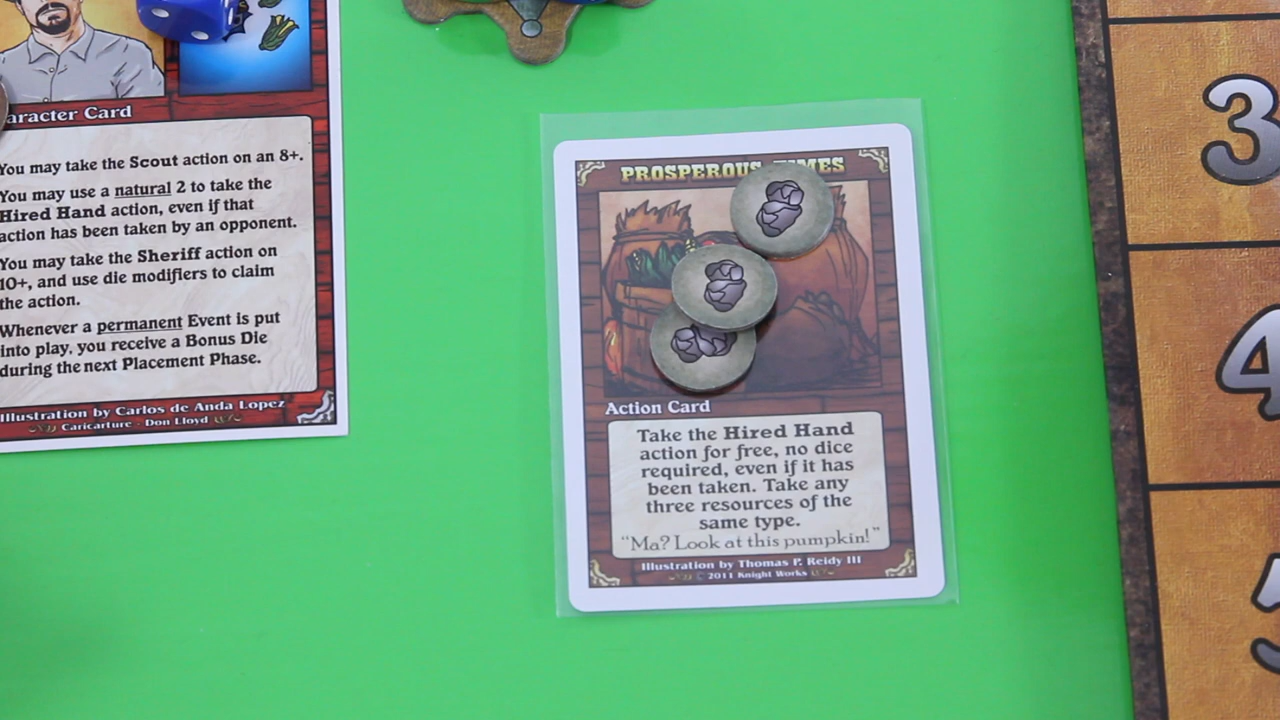 Character Card
You may take the Scout action on an 8+.
You may use a natural 2 to take the
Hired Hand action, even if that
action has been taken by an opponent.
You may take the Sheriff action on
10+, and use die modifiers to claim
the action.
Whenever a permanent Event is put
into play, you receive a Bonus Die
during the next Placement Phase.
Illustration by Carlos de Anda Lopez
Caricarture - Don Lloyd
PROSPEROUS TIMES
Action Card
Take the Hired Hand
action for free, no dice
required, even if it has
been taken. Take any
three resources of the
same type.
"Ma? Look at this pumpkin!"
Illustration by Thomas P. Reidy III
© 2011 Knight Works
3
4
5